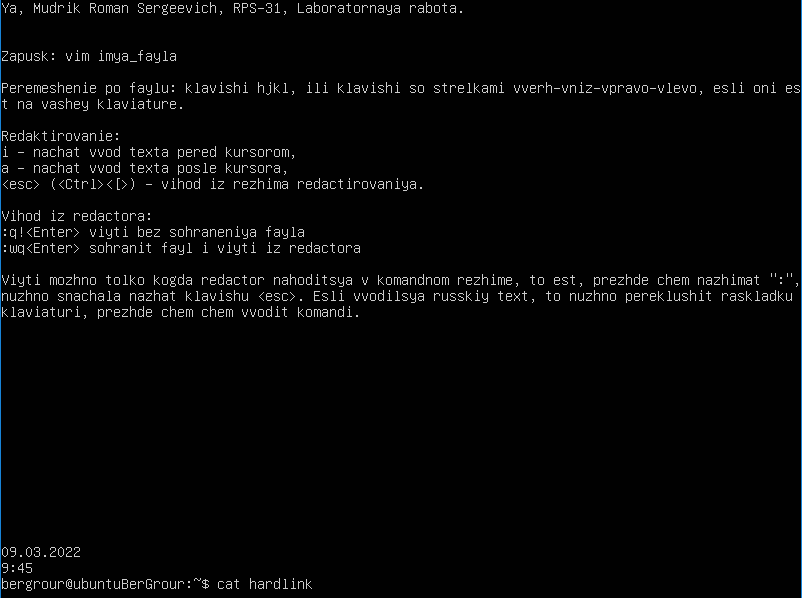 Ya, Mudrik Roman Sergeevich, RPS-31, Laboratornaya rabota.
Zapusk: vim imya_fayla
Peremeshenie po faylu: klavishi hjkl, ili klavishi so strelkami vverh-vniz-vpravo-vlevo, esli oni es
t na vashey klaviature.
Redaktirovanie:
i - nachat vvod texta pered kursorom,
a - nachat vvod texta posle kursora,
<esc> (<Ctrl><[>) - vihod iz rezhima redactirovaniya.
Vihod iz redactora:
:q!<Enter> viyti bez sohraneniya fayla
:wq<Enter> sohranit fayl i viyti iz redactora
Viyti mozhno tolko kogda redactor nahoditsya v komandnom rezhime, to est, prezhde chem nazhimat ":",
nuzhno snachala nazhat klavishu <esc>. Esli vvodilsya russkiy text, to nuzhno pereklushit raskladku
klaviaturi, prezhde chem chem vvodit komandi.
09.03.2022
9:45
bergrour@ubuntuBerGrour:~$ cat hardlink